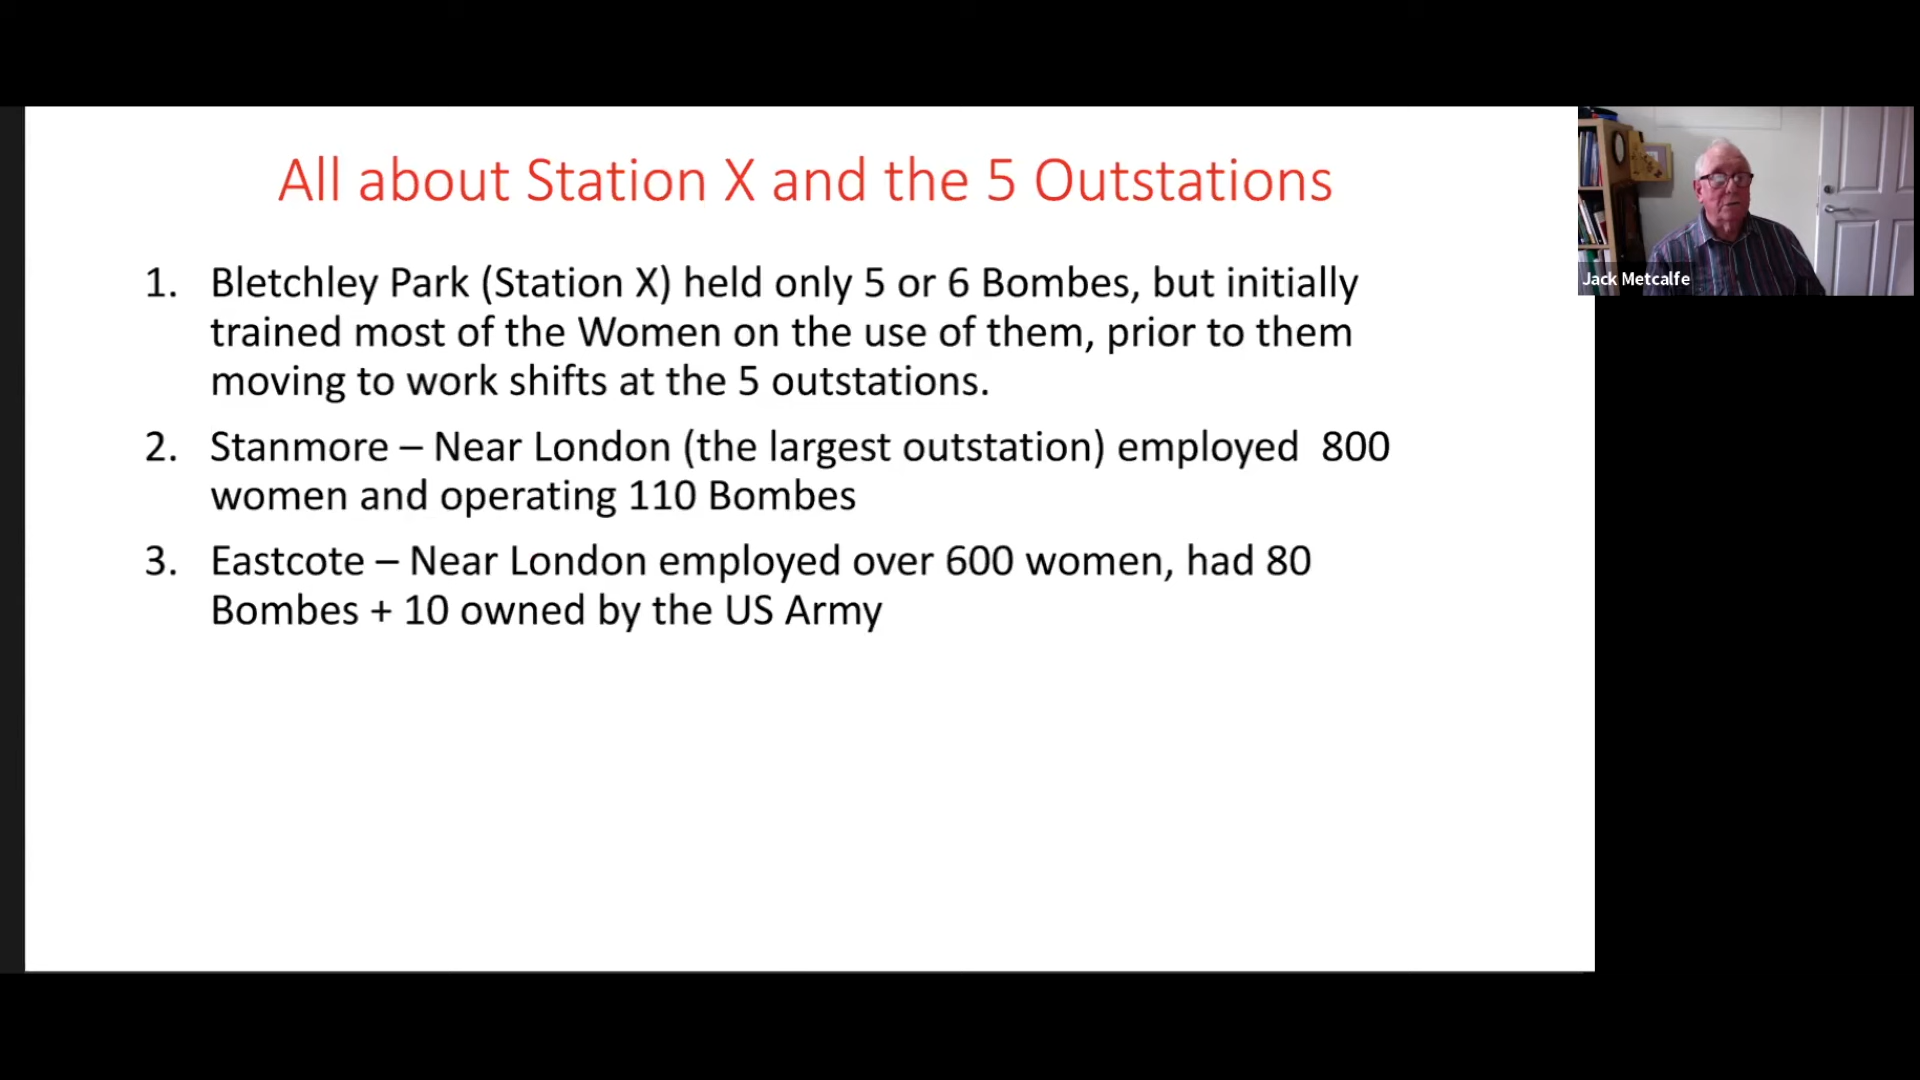 All about Station X and the 5 Outstations
1. Bletchley Park (Station X) held only 5 or 6 Bombes, but initially
trained most of the Women on the use of them, prior to them
moving to work shifts at the 5 outstations.
2. Stanmore – Near London (the largest outstation) employed  800
women and operating 110 Bombes
3. Eastcote – Near London employed over 600 women, had 80
Bombes + 10 owned by the US Army
Jack Metcalfe